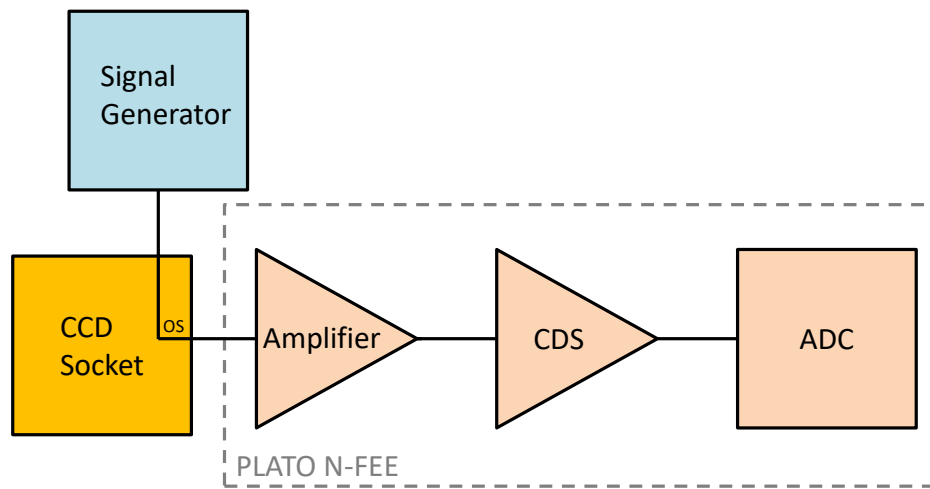 Signal
Generator
CCD
Socket
OS
Amplifier
CDS
ADC
PLATO N-FEE